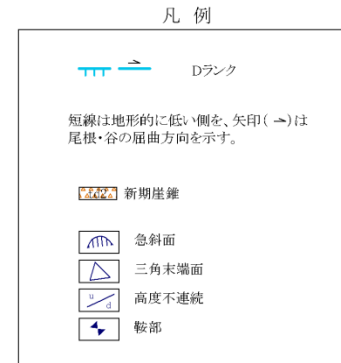 凡 例
Dランク
短線は地形的に低い側を、矢印( ⇀)は
尾根・谷の屈曲方向を示す。
td2 新期崖錐
急斜面
三角末端面
u d 高度不連続
鞍部